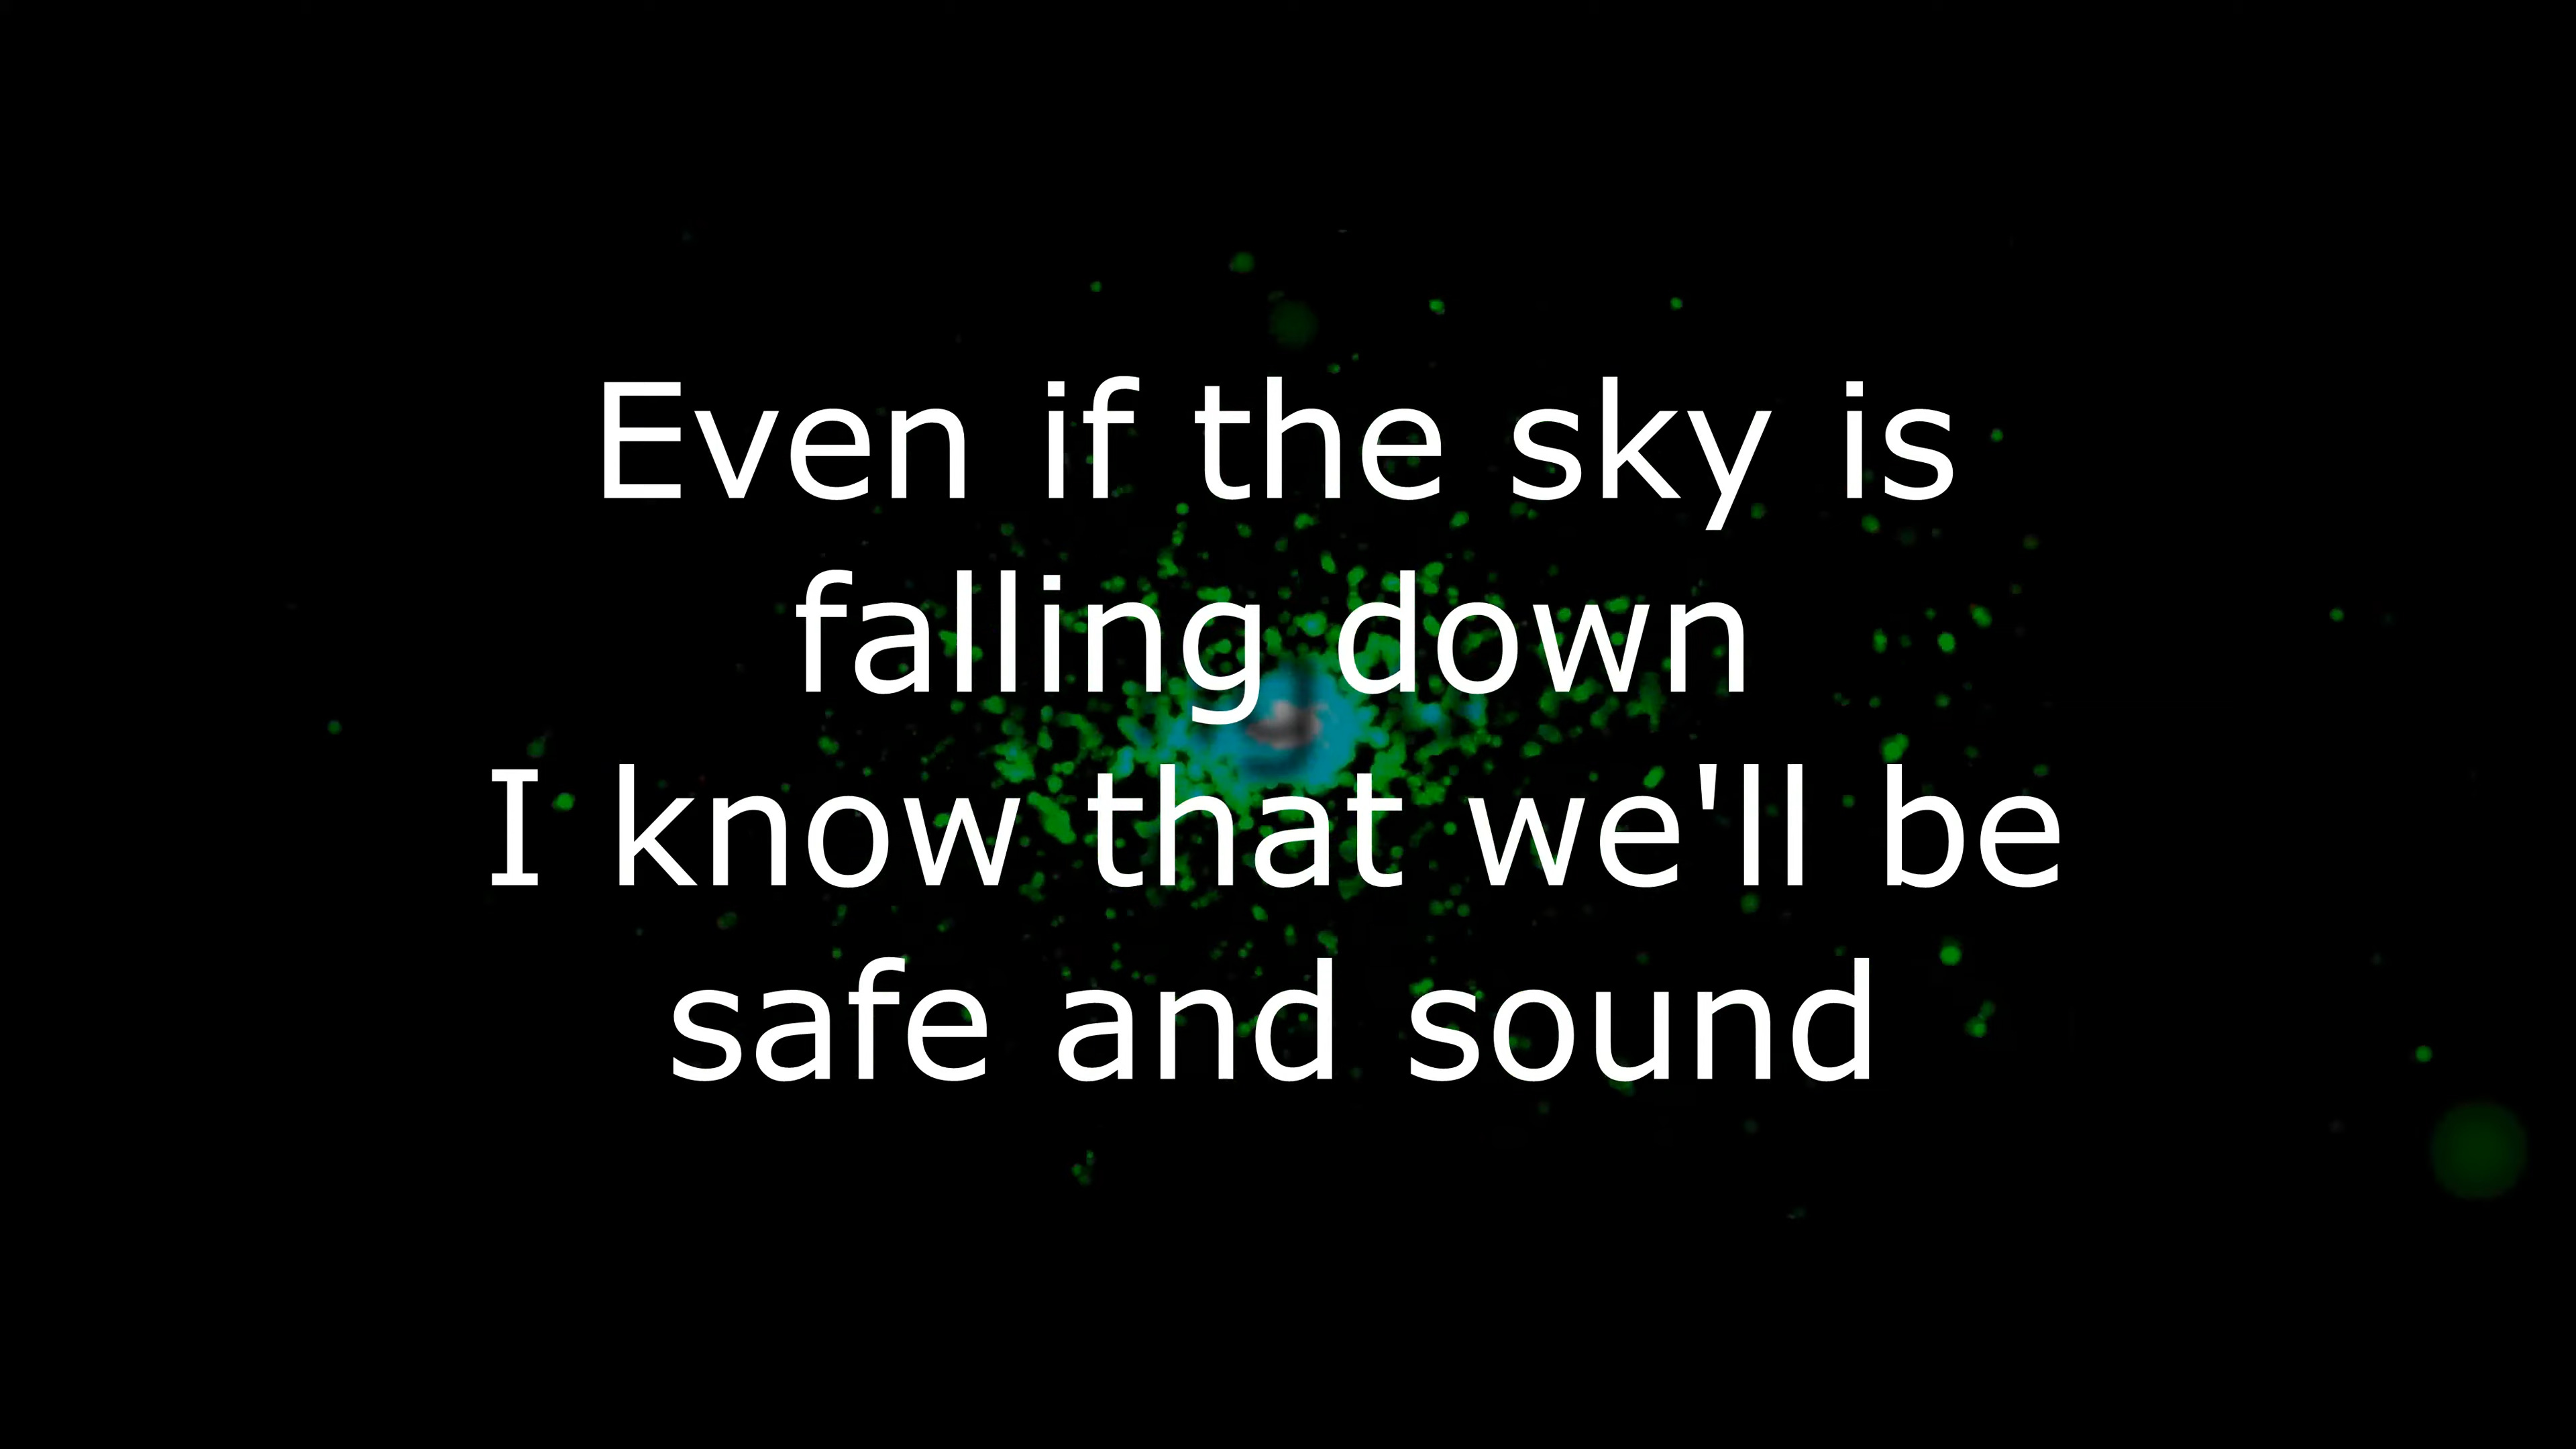 Even if the sky is
falling down
I know that we'll be
safe and sound